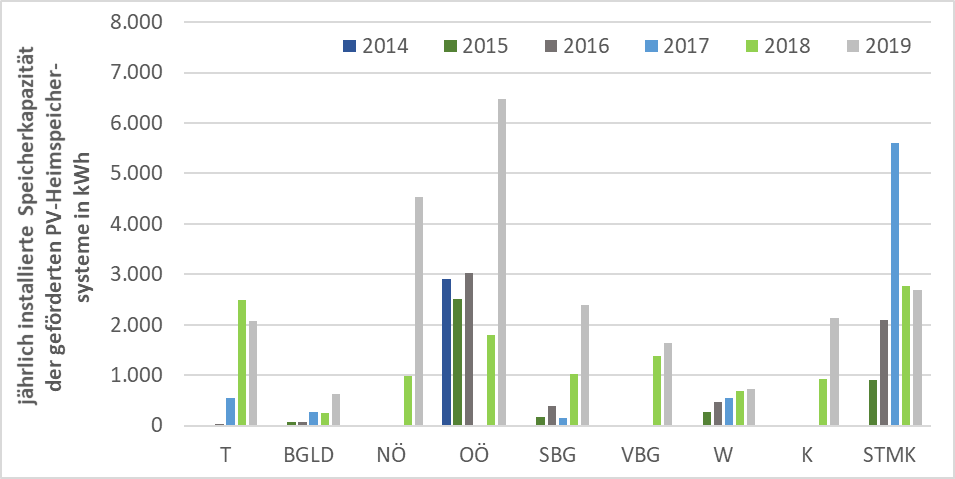 jährlich installierte Speicherkapazität
der geförderten PV-Heimspeicher-
systeme in kWh
8.000
7.000
6.000
5.000
4.000
3.000
2.000
1.000
0
2014 2015 2016 2017 2018 2019
T BGLD NÖ OÖ SBG VBG W K STMK